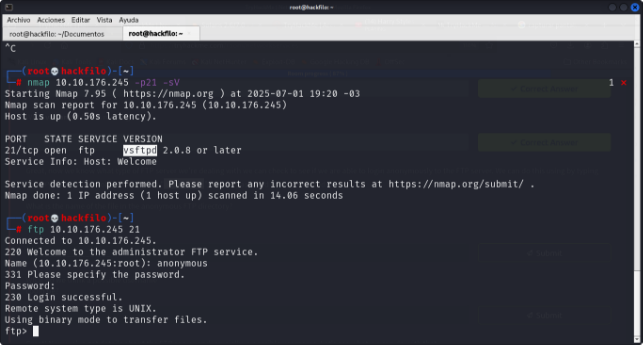 Archivo Acciones Editar Vista Ayuda
root@hackfilo: ~/Documentos
root@hackfilo: ~
^C
(root💀hackfilo)-[~]
# nmap 10.10.176.245 -p21 -sV
1 ⨯
Starting Nmap 7.95 ( https://nmap.org ) at 2025-07-01 19:20 -03
Nmap scan report for 10.10.176.245 (10.10.176.245)
Host is up (0.50s latency).
PORT STATE SERVICE VERSION
21/tcp open ftp vsftpd 2.0.8 or later
Service Info: Host: Welcome
Service detection performed. Please report any incorrect results at https://nmap.org/submit/ .
Nmap done: 1 IP address (1 host up) scanned in 14.06 seconds
(root💀hackfilo)-[~]
# ftp 10.10.176.245 21
Connected to 10.10.176.245.
220 Welcome to the administrator FTP service.
Name (10.10.176.245:root): anonymous
331 Please specify the password.
Password:
230 Login successful.
Remote system type is UNIX.
Using binary mode to transfer files.
ftp>